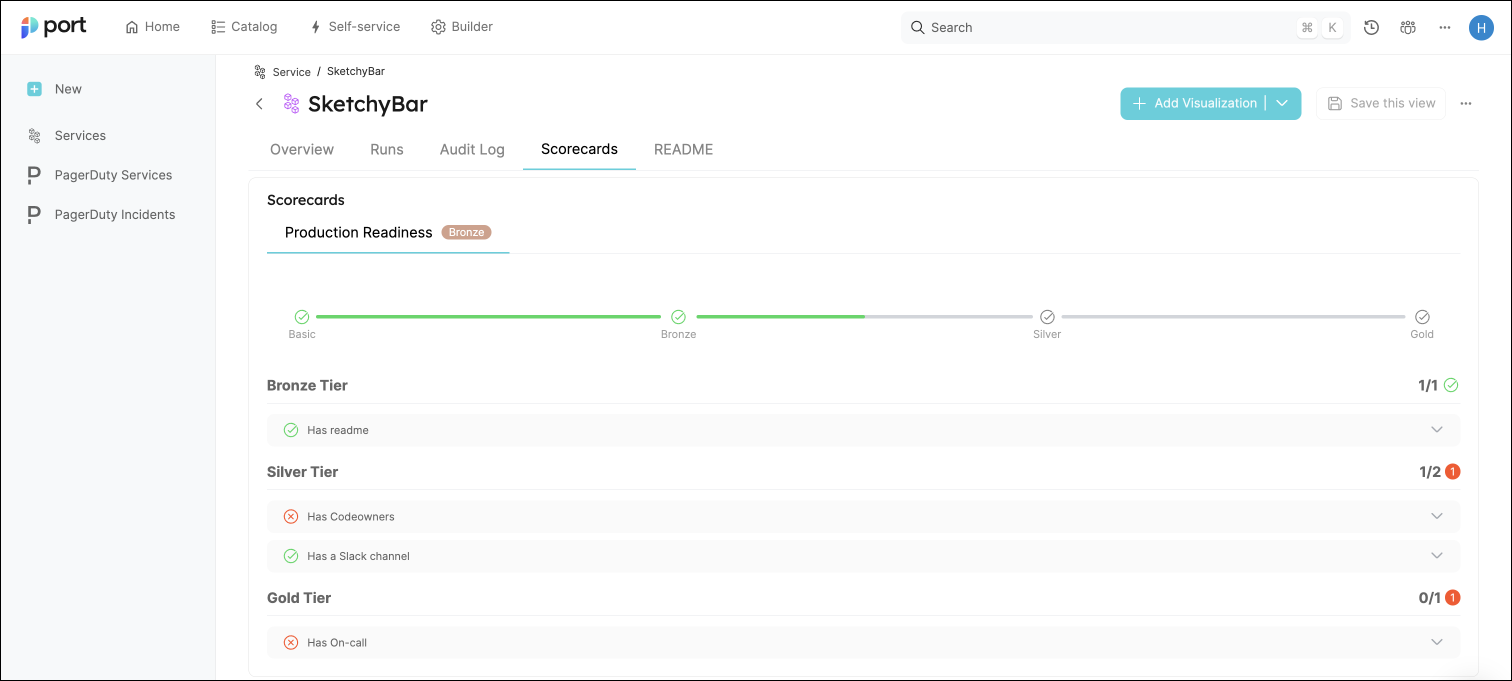 port Home Catalog Self-service Builder Search ⌘ K H
New
Services
PagerDuty Services
PagerDuty Incidents
Service / SketchyBar
SketchyBar
Add Visualization Save this view
Overview Runs Audit Log Scorecards README
Scorecards
Production Readiness Bronze
Basic Bronze Silver Gold
Bronze Tier 1/1
Has readme
Silver Tier 1/2 1
Has Codeowners
Has a Slack channel
Gold Tier 0/1 1
Has On-call